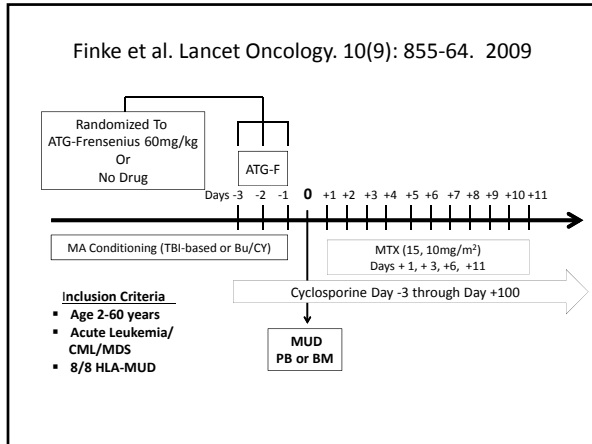 Finke et al. Lancet Oncology. 10(9): 855-64. 2009
Randomized To
ATG-Frensenius 60mg/kg
Or
No Drug
ATG-F
Days -3 -2 -1 0 +1 +2 +3 +4 +5 +6 +7 +8 +9 +10 +11
MA Conditioning (TBI-based or Bu/CY)
MTX (15, 10mg/m²)
Days + 1, + 3, +6, +11
Cyclosporine Day -3 through Day +100
Inclusion Criteria
▪ Age 2-60 years
▪ Acute Leukemia/
CML/MDS
▪ 8/8 HLA-MUD
MUD
PB or BM